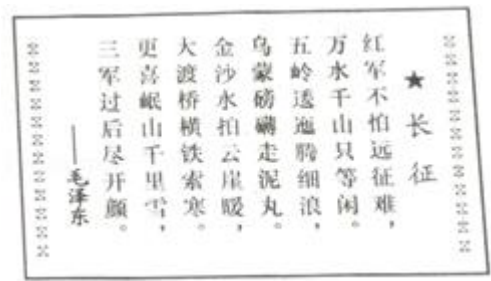 ★ 长征
红军不怕远征难，
万水千山只等闲。
五岭逶迤腾细浪，
乌蒙磅礴走泥丸。
金沙水拍云崖暖，
大渡桥横铁索寒。
更喜岷山千里雪，
三军过后尽开颜。
——毛泽东